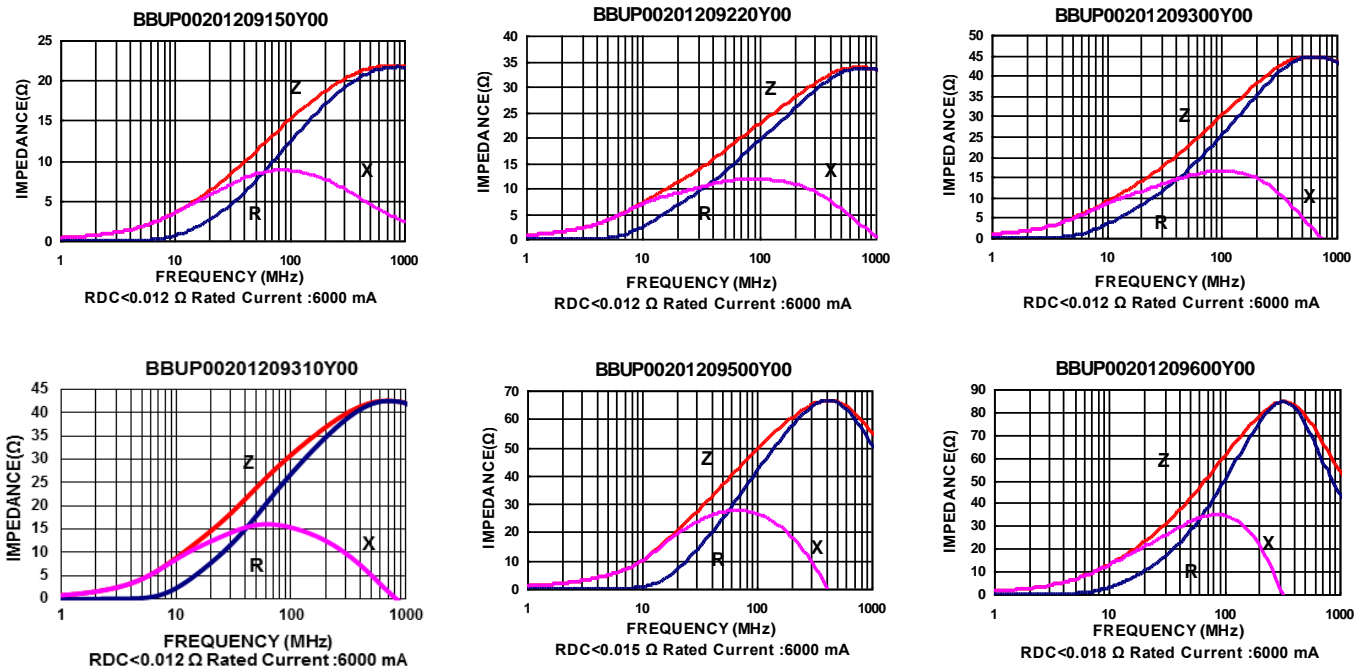 BBUP00201209150Y00
IMPEDANCE(Ω)
25
20
15
10
5
0
Z
X
R
1 10 100 1000
FREQUENCY (MHz)
RDC<0.012 Ω Rated Current :6000 mA
BBUP00201209220Y00
IMPEDANCE(Ω)
40
35
30
25
20
15
10
5
0
Z
X
R
1 10 100 1000
FREQUENCY (MHz)
RDC<0.012 Ω Rated Current :6000 mA
BBUP00201209300Y00
IMPEDANCE(Ω)
50
45
40
35
30
25
20
15
10
5
0
Z
X
R
1 10 100 1000
FREQUENCY (MHz)
RDC<0.012 Ω Rated Current :6000 mA
BBUP00201209310Y00
IMPEDANCE(Ω)
45
40
35
30
25
20
15
10
5
0
Z
X
R
1 10 100 1000
FREQUENCY (MHz)
RDC<0.012 Ω Rated Current :6000 mA
BBUP00201209500Y00
IMPEDANCE(Ω)
70
60
50
40
30
20
10
0
Z
X
R
1 10 100 1000
FREQUENCY (MHz)
RDC<0.015 Ω Rated Current :6000 mA
BBUP00201209600Y00
IMPEDANCE(Ω)
90
80
70
60
50
40
30
20
10
0
Z
X
R
1 10 100 1000
FREQUENCY (MHz)
RDC<0.018 Ω Rated Current :6000 mA